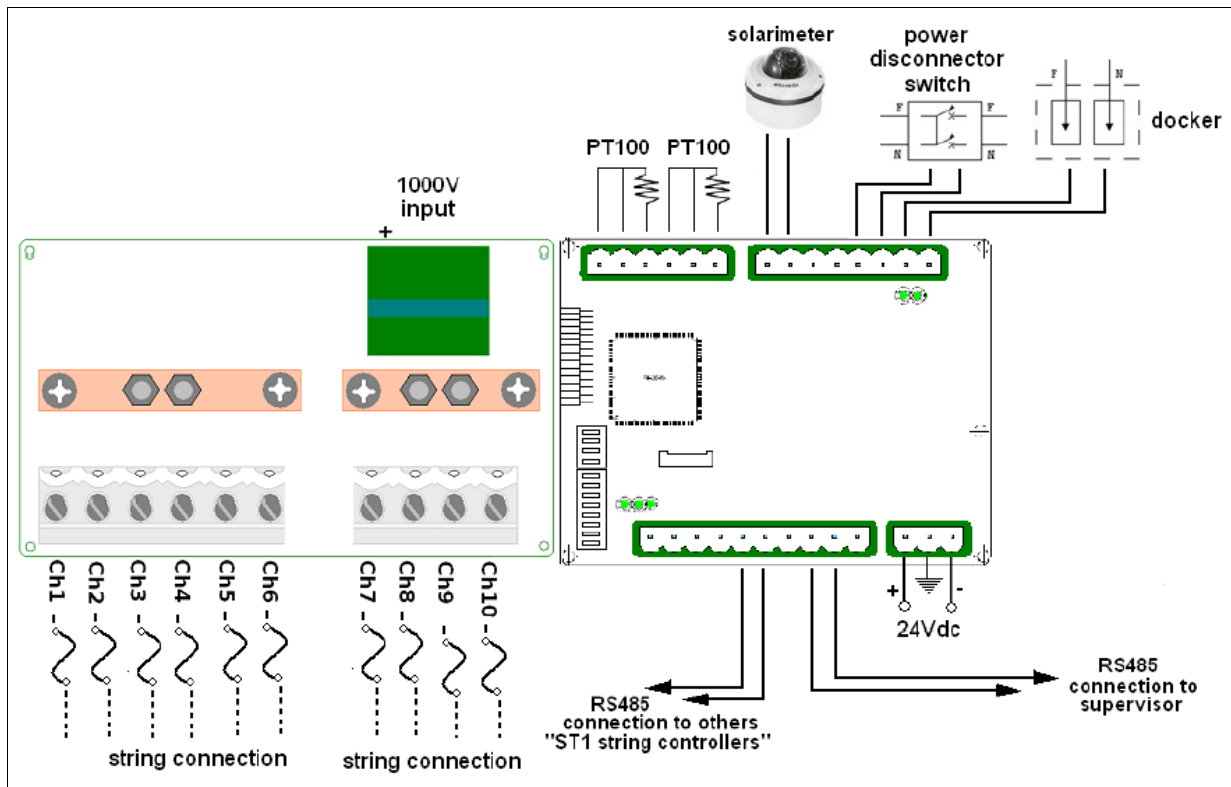 solarimeter
power
disconnector
switch
F
N
F
N
F
N
docker
PT100 PT100
1000V
input
+
Ch1
Ch2
Ch3
Ch4
Ch5
Ch6
Ch7
Ch8
Ch9
Ch10
+
-
24Vdc
RS485
connection to others
"ST1 string controllers"
RS485
connection to
supervisor
string connection
string connection